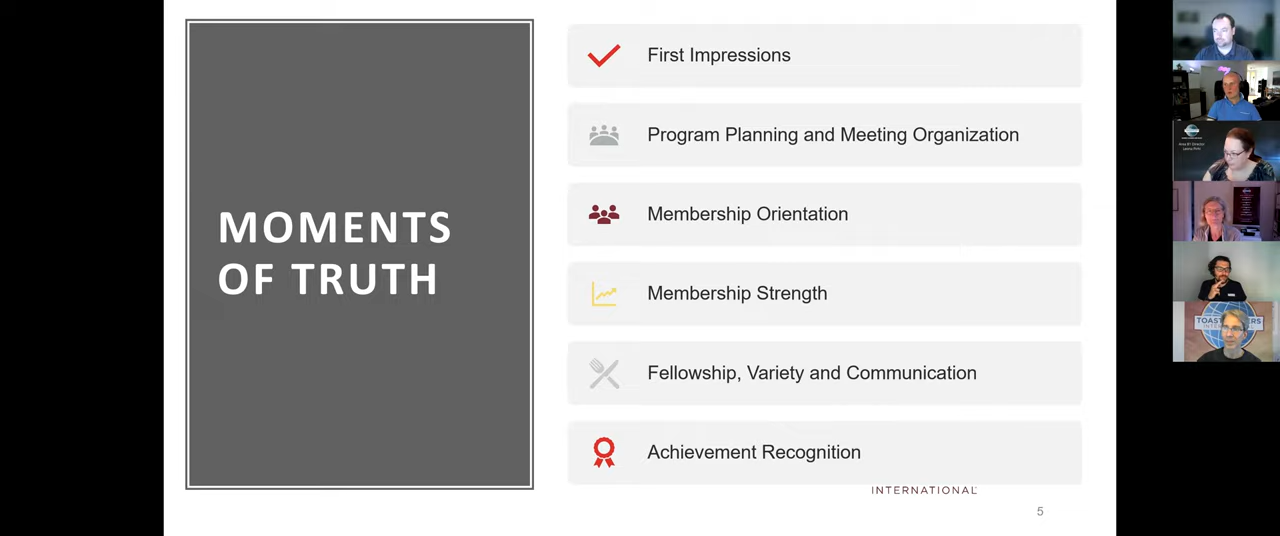 MOMENTS
OF TRUTH
First Impressions
Program Planning and Meeting Organization
Membership Orientation
Membership Strength
Fellowship, Variety and Communication
Achievement Recognition
INTERNATIONAL
5